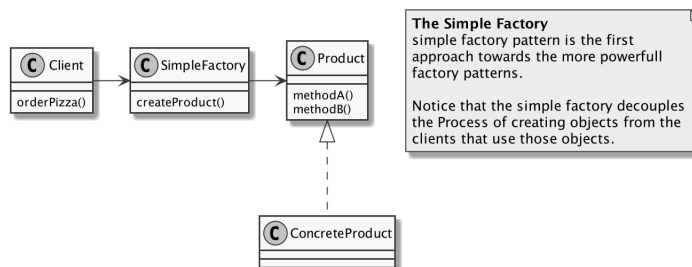 C Client
orderPizza()
C SimpleFactory
createProduct()
C Product
methodA()
methodB()
C ConcreteProduct
The Simple Factory
simple factory pattern is the first
approach towards the more powerfull
factory patterns.
Notice that the simple factory decouples
the Process of creating objects from the
clients that use those objects.